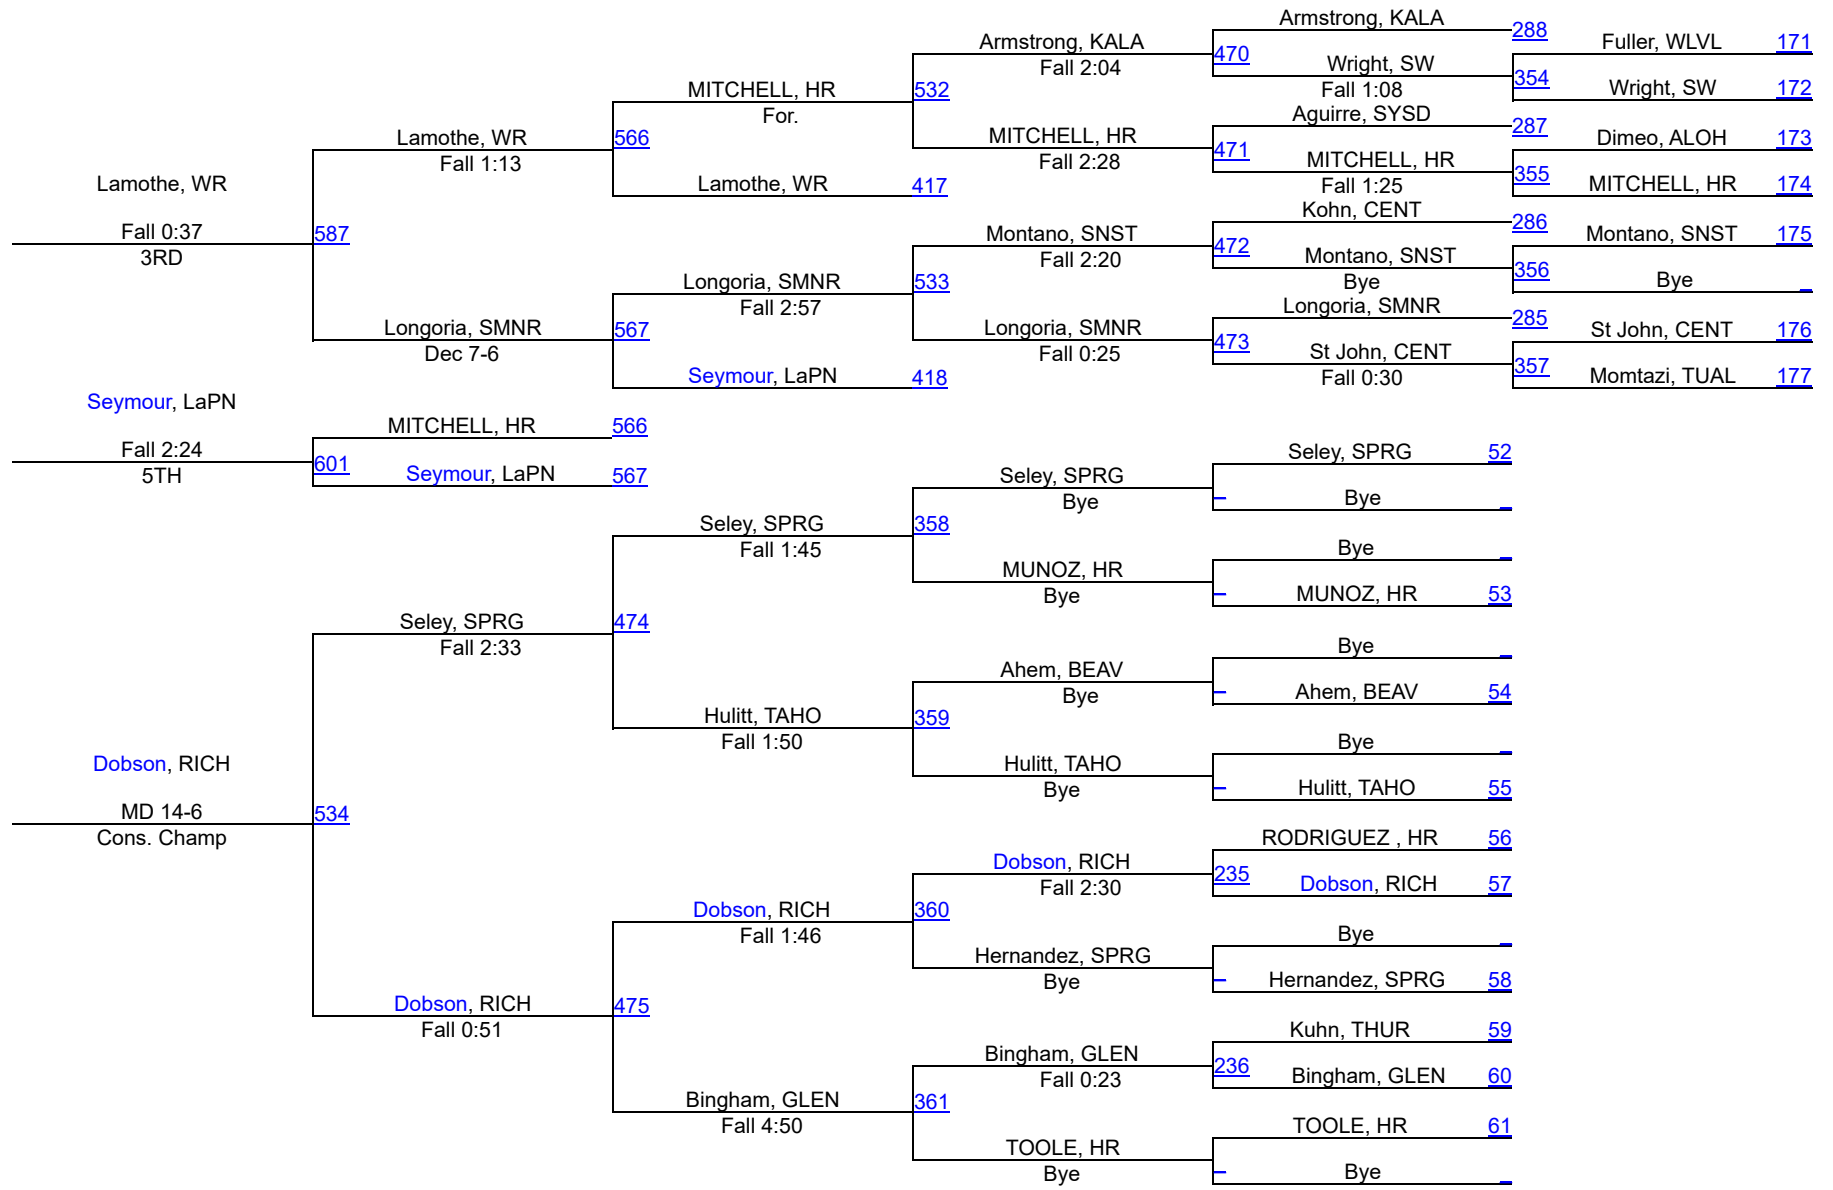 Armstrong, KALA
288
Fuller, WLVL 171
Armstrong, KALA
470
Fall 2:04
Wright, SW
354
Fall 1:08
Wright, SW 172
MITCHELL, HR
532
For.
Aguirre, SYSD
287
Dimeo, ALOH 173
Lamothe, WR
566
Fall 1:13
MITCHELL, HR
471
Fall 2:28
MITCHELL, HR
355
Fall 1:25
MITCHELL, HR 174
Lamothe, WR
Lamothe, WR 417
Kohn, CENT
286
Montano, SNST 175
Fall 0:37
587
3RD
Montano, SNST
472
Fall 2:20
Montano, SNST
356
Bye
Bye
Longoria, SMNR
533
Fall 2:57
Longoria, SMNR
285
St John, CENT 176
Longoria, SMNR
567
Dec 7-6
Longoria, SMNR
473
Fall 0:25
St John, CENT
357
Fall 0:30
Momtazi, TUAL 177
Seymour, LaPN 418
Seymour, LaPN
MITCHELL, HR 566
Fall 2:24
601
5TH
Seymour, LaPN 567
Seley, SPRG 52
Seley, SPRG
Bye
Bye
Seley, SPRG
358
Fall 1:45
Bye
MUNOZ, HR
Bye
MUNOZ, HR 53
Seley, SPRG
474
Fall 2:33
Bye
Ahem, BEAV
Bye
Ahem, BEAV 54
Hulitt, TAHO
359
Fall 1:50
Bye
Hulitt, TAHO
Bye
Hulitt, TAHO 55
Dobson, RICH
MD 14-6
534
Cons. Champ
RODRIGUEZ , HR 56
Dobson, RICH
235
Fall 2:30
Dobson, RICH 57
Dobson, RICH
360
Fall 1:46
Bye
Hernandez, SPRG
Bye
Hernandez, SPRG 58
Dobson, RICH
475
Fall 0:51
Kuhn, THUR 59
Bingham, GLEN
236
Fall 0:23
Bingham, GLEN 60
Bingham, GLEN
361
Fall 4:50
TOOLE, HR 61
TOOLE, HR
Bye
Bye